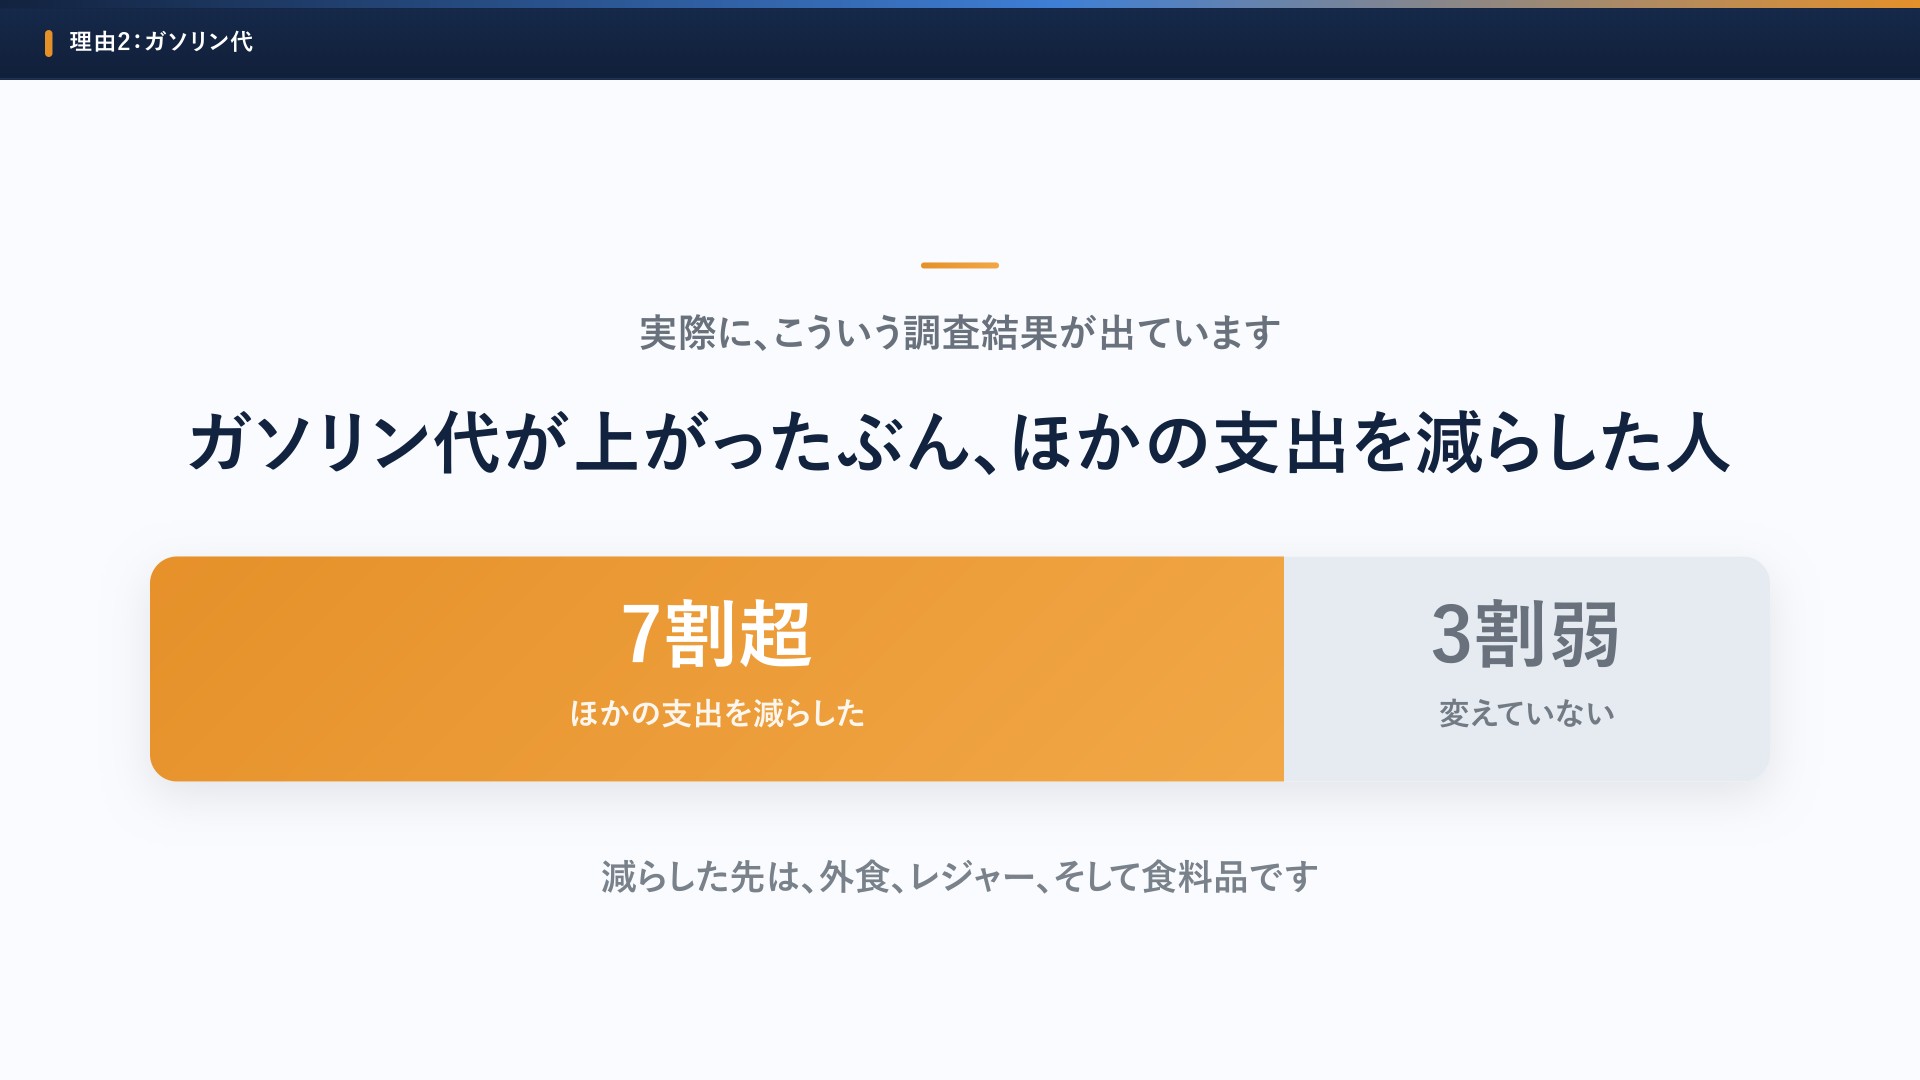 理由2：ガソリン代
実際に、こういう調査結果が出ています
ガソリン代が上がったぶん、ほかの支出を減らした人
7割超
ほかの支出を減らした
3割弱
変えていない
減らした先は、外食、レジャー、そして食料品です